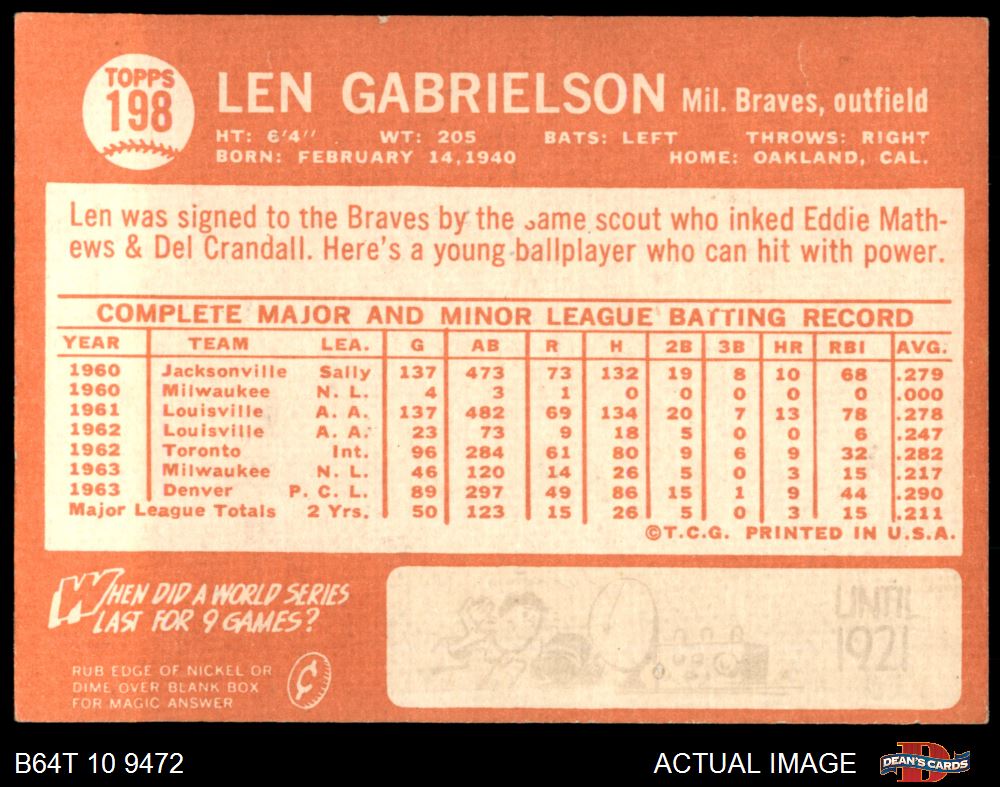 TOPPS
198
LEN GABRIELSON Mil. Braves, outfield
HT: 6'4" WT: 205 BATS: LEFT THROWS: RIGHT
BORN: FEBRUARY 14, 1940 HOME: OAKLAND, CAL.
Len was signed to the Braves by the same scout who inked Eddie Math-
ews & Del Crandall. Here's a young ballplayer who can hit with power.
COMPLETE MAJOR AND MINOR LEAGUE BATTING RECORD
YEAR TEAM LEA. G AB R H 2B 3B HR RBI AVG.
1960 Jacksonville Sally 137 473 73 132 19 8 10 68 .279
1960 Milwaukee N. L. 4 3 1 0 0 0 0 0 .000
1961 Louisville A. A. 137 482 69 134 20 7 13 78 .278
1962 Louisville A. A. 23 73 9 18 5 0 0 6 .247
1962 Toronto Int. 96 284 61 80 9 6 9 32 .282
1963 Milwaukee N. L. 46 120 14 26 5 0 3 15 .217
1963 Denver P. C. L. 89 297 49 86 15 1 9 44 .290
Major League Totals 2 Yrs. 50 123 15 26 5 0 3 15 .211
©T.C.G. PRINTED IN U.S.A.
WHEN DID A WORLD SERIES
LAST FOR 9 GAMES?
RUB EDGE OF NICKEL OR
DIME OVER BLANK BOX
FOR MAGIC ANSWER
¢
UNTIL
1921
B64T 10 9472 ACTUAL IMAGE
D
DEAN'S CARDS